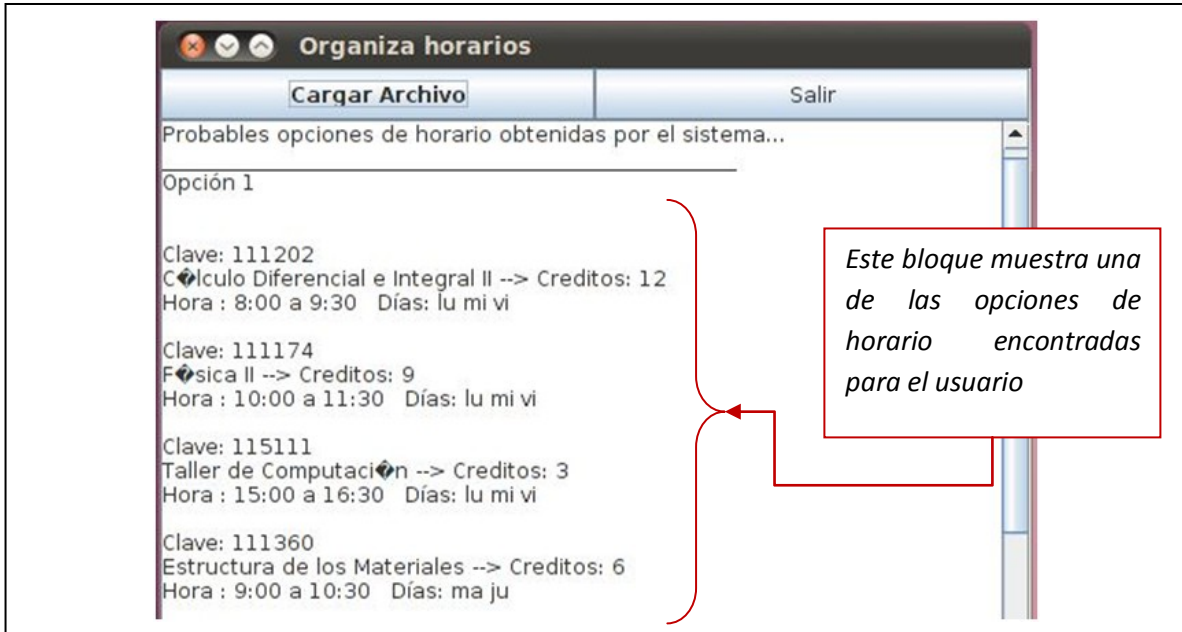 Organiza horarios
Cargar Archivo
Salir
Probables opciones de horario obtenidas por el sistema...
Opción 1
Clave: 111202
C�lculo Diferencial e Integral II --> Creditos: 12
Hora : 8:00 a 9:30 Días: lu mi vi
Clave: 111174
F�sica II --> Creditos: 9
Hora : 10:00 a 11:30 Días: lu mi vi
Clave: 115111
Taller de Computaci�n --> Creditos: 3
Hora : 15:00 a 16:30 Días: lu mi vi
Clave: 111360
Estructura de los Materiales --> Creditos: 6
Hora : 9:00 a 10:30 Días: ma ju
Este bloque muestra una
de las opciones de
horario encontradas
para el usuario